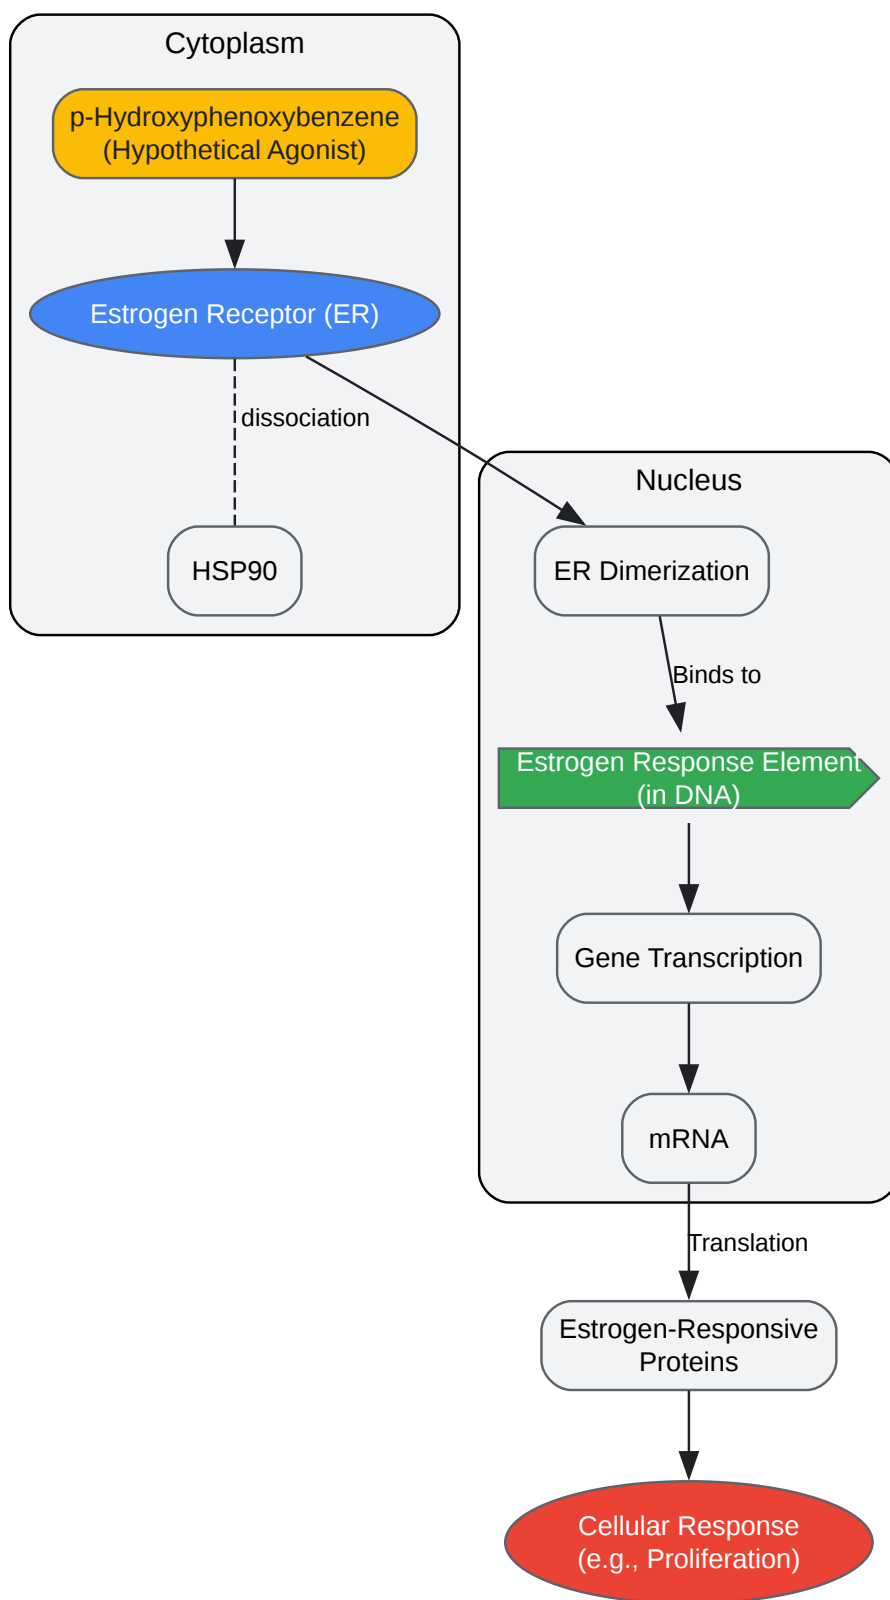 Cytoplasm
p-Hydroxyphenoxybenzene
(Hypothetical Agonist)
Estrogen Receptor (ER)
dissociation
HSP90
Nucleus
ER Dimerization
Binds to
Estrogen Response Element
(in DNA)
Gene Transcription
mRNA
Translation
Estrogen-Responsive
Proteins
Cellular Response
(e.g., Proliferation)